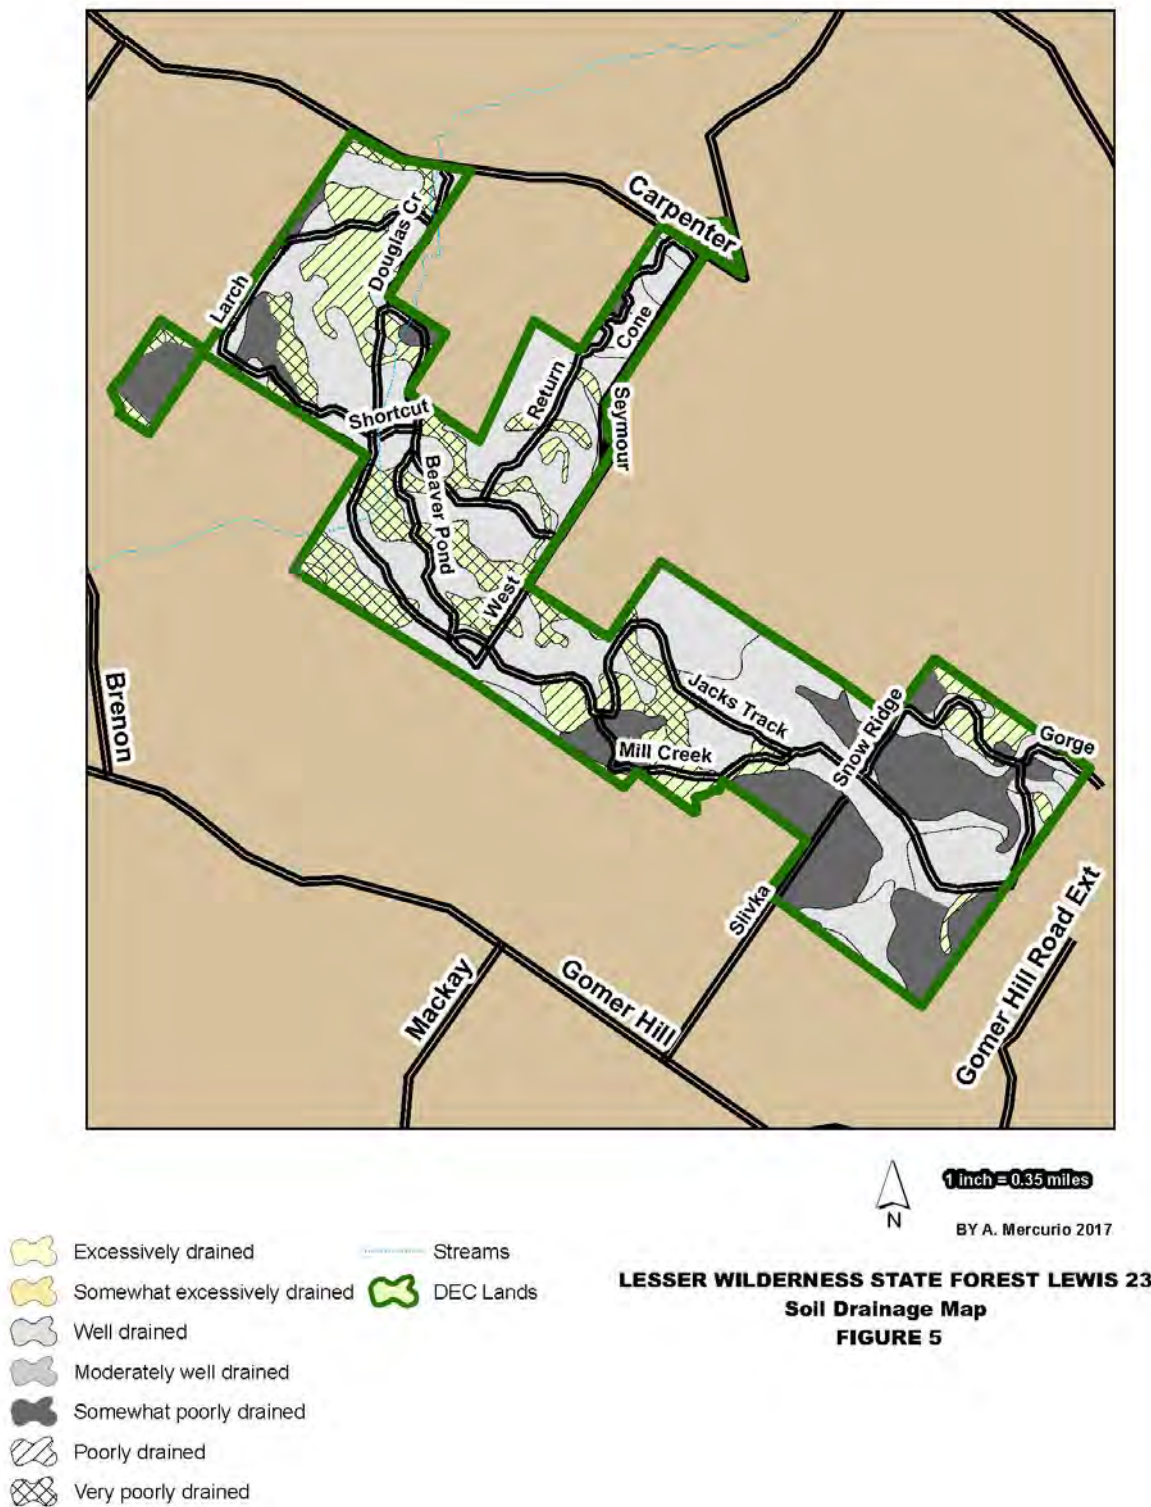 Carpenter
Douglas Cr
Larch
Cone
Return
Seymour
Shortcut
Beaver Pond
West
Brenon
Jacks Track
Snow Ridge
Gorge
Mill Creek
Slivka
Gomer Hill Road Ext
Mackay
Gomer Hill
1 inch = 0.35 miles
N
BY A. Mercurio 2017
Excessively drained
Streams
Somewhat excessively drained
DEC Lands
Well drained
Moderately well drained
Somewhat poorly drained
Poorly drained
Very poorly drained
LESSER WILDERNESS STATE FOREST LEWIS 23
Soil Drainage Map
FIGURE 5